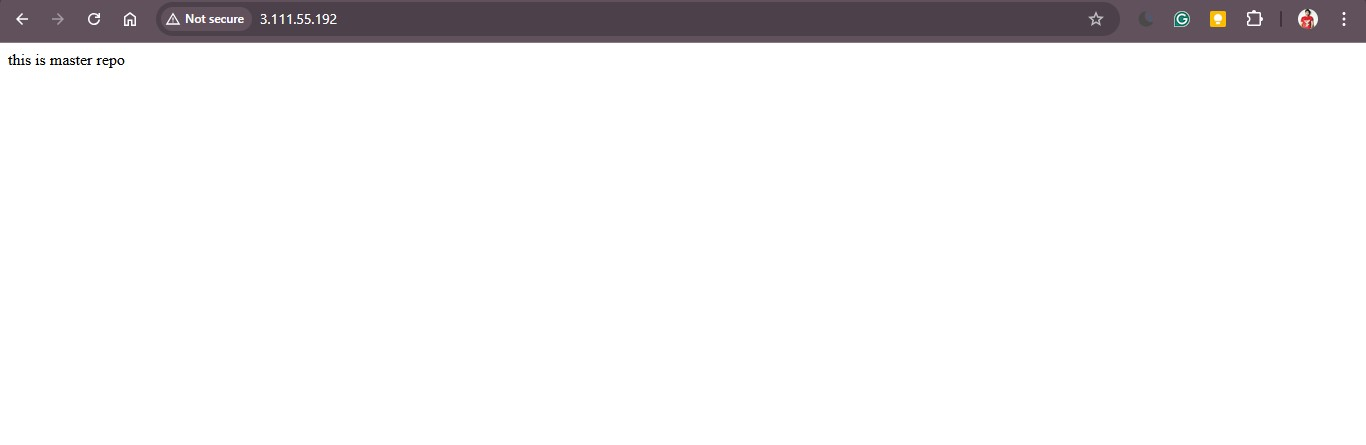 Not secure 3.111.55.192
this is master repo